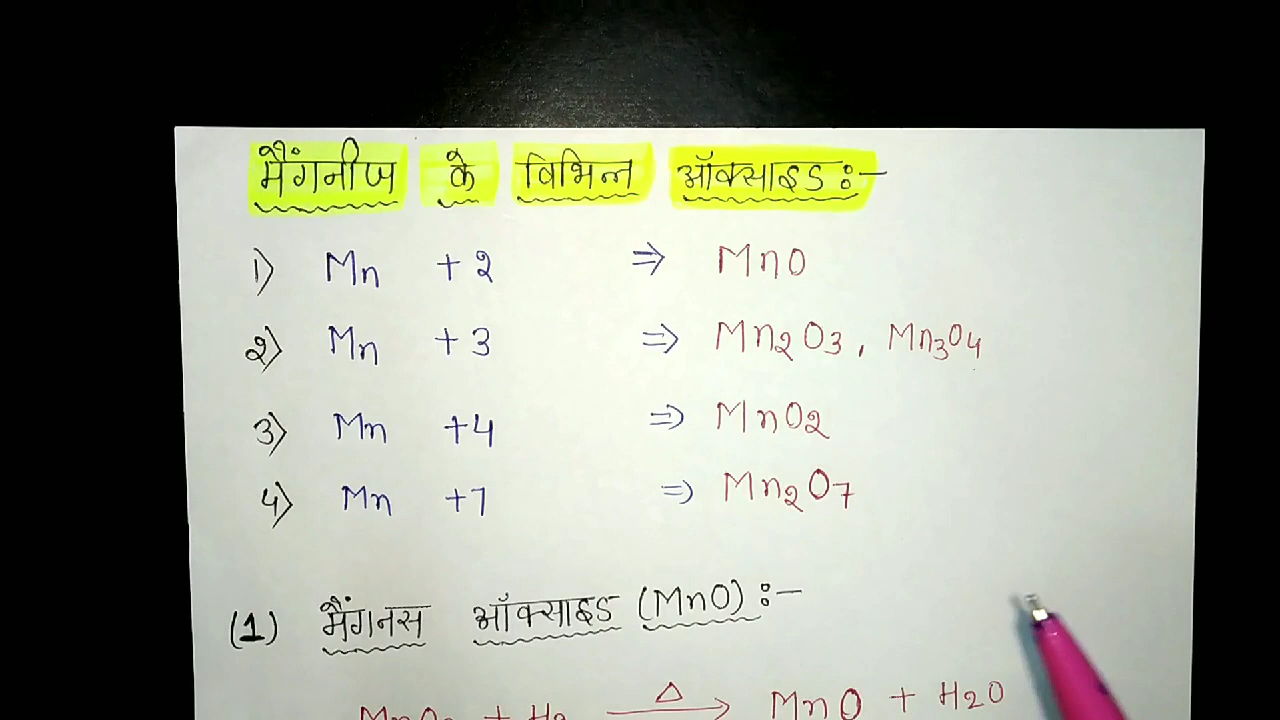 मैंगनीज के विभिन्न ऑक्साइड :-
1) Mn +2 ⇒ MnO
2) Mn +3 ⇒ Mn2O3, Mn3O4
3) Mn +4 ⇒ MnO2
4) Mn +7 ⇒ Mn2O7
(1) मैंगनस ऑक्साइड (MnO) :-
+ H2 △→ MnO + H2O